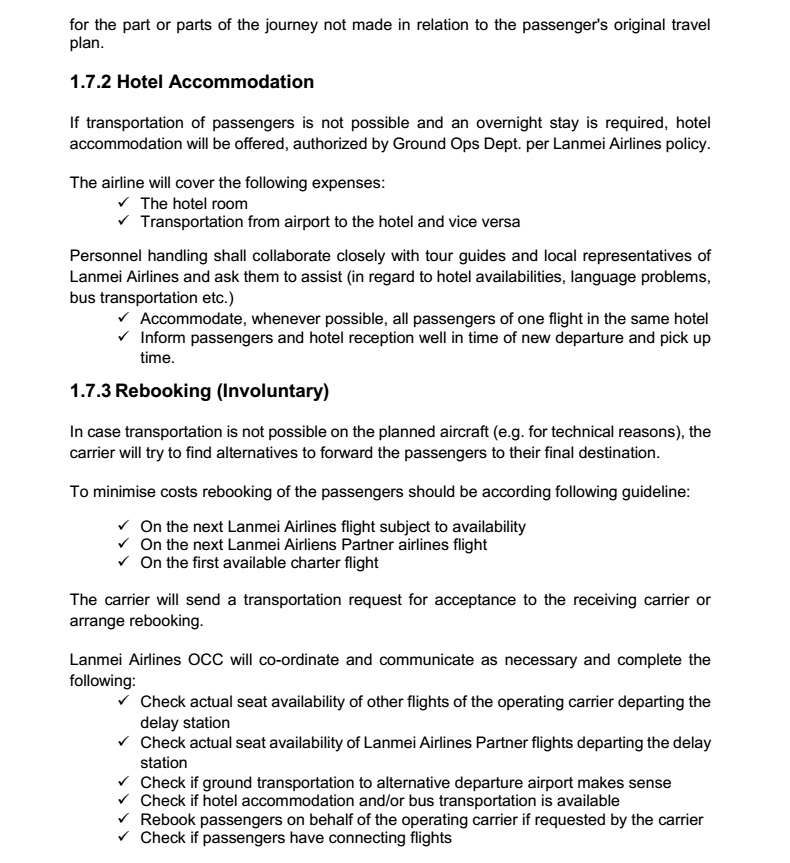 for the part or parts of the journey not made in relation to the passenger's original travel
plan.
1.7.2 Hotel Accommodation
If transportation of passengers is not possible and an overnight stay is required, hotel
accommodation will be offered, authorized by Ground Ops Dept. per Lanmei Airlines policy.
The airline will cover the following expenses:
✓ The hotel room
✓ Transportation from airport to the hotel and vice versa
Personnel handling shall collaborate closely with tour guides and local representatives of
Lanmei Airlines and ask them to assist (in regard to hotel availabilities, language problems,
bus transportation etc.)
✓ Accommodate, whenever possible, all passengers of one flight in the same hotel
✓ Inform passengers and hotel reception well in time of new departure and pick up
time.
1.7.3 Rebooking (Involuntary)
In case transportation is not possible on the planned aircraft (e.g. for technical reasons), the
carrier will try to find alternatives to forward the passengers to their final destination.
To minimise costs rebooking of the passengers should be according following guideline:
✓ On the next Lanmei Airlines flight subject to availability
✓ On the next Lanmei Airliens Partner airlines flight
✓ On the first available charter flight
The carrier will send a transportation request for acceptance to the receiving carrier or
arrange rebooking.
Lanmei Airlines OCC will co-ordinate and communicate as necessary and complete the
following:
✓ Check actual seat availability of other flights of the operating carrier departing the
delay station
✓ Check actual seat availability of Lanmei Airlines Partner flights departing the delay
station
✓ Check if ground transportation to alternative departure airport makes sense
✓ Check if hotel accommodation and/or bus transportation is available
✓ Rebook passengers on behalf of the operating carrier if requested by the carrier
✓ Check if passengers have connecting flights